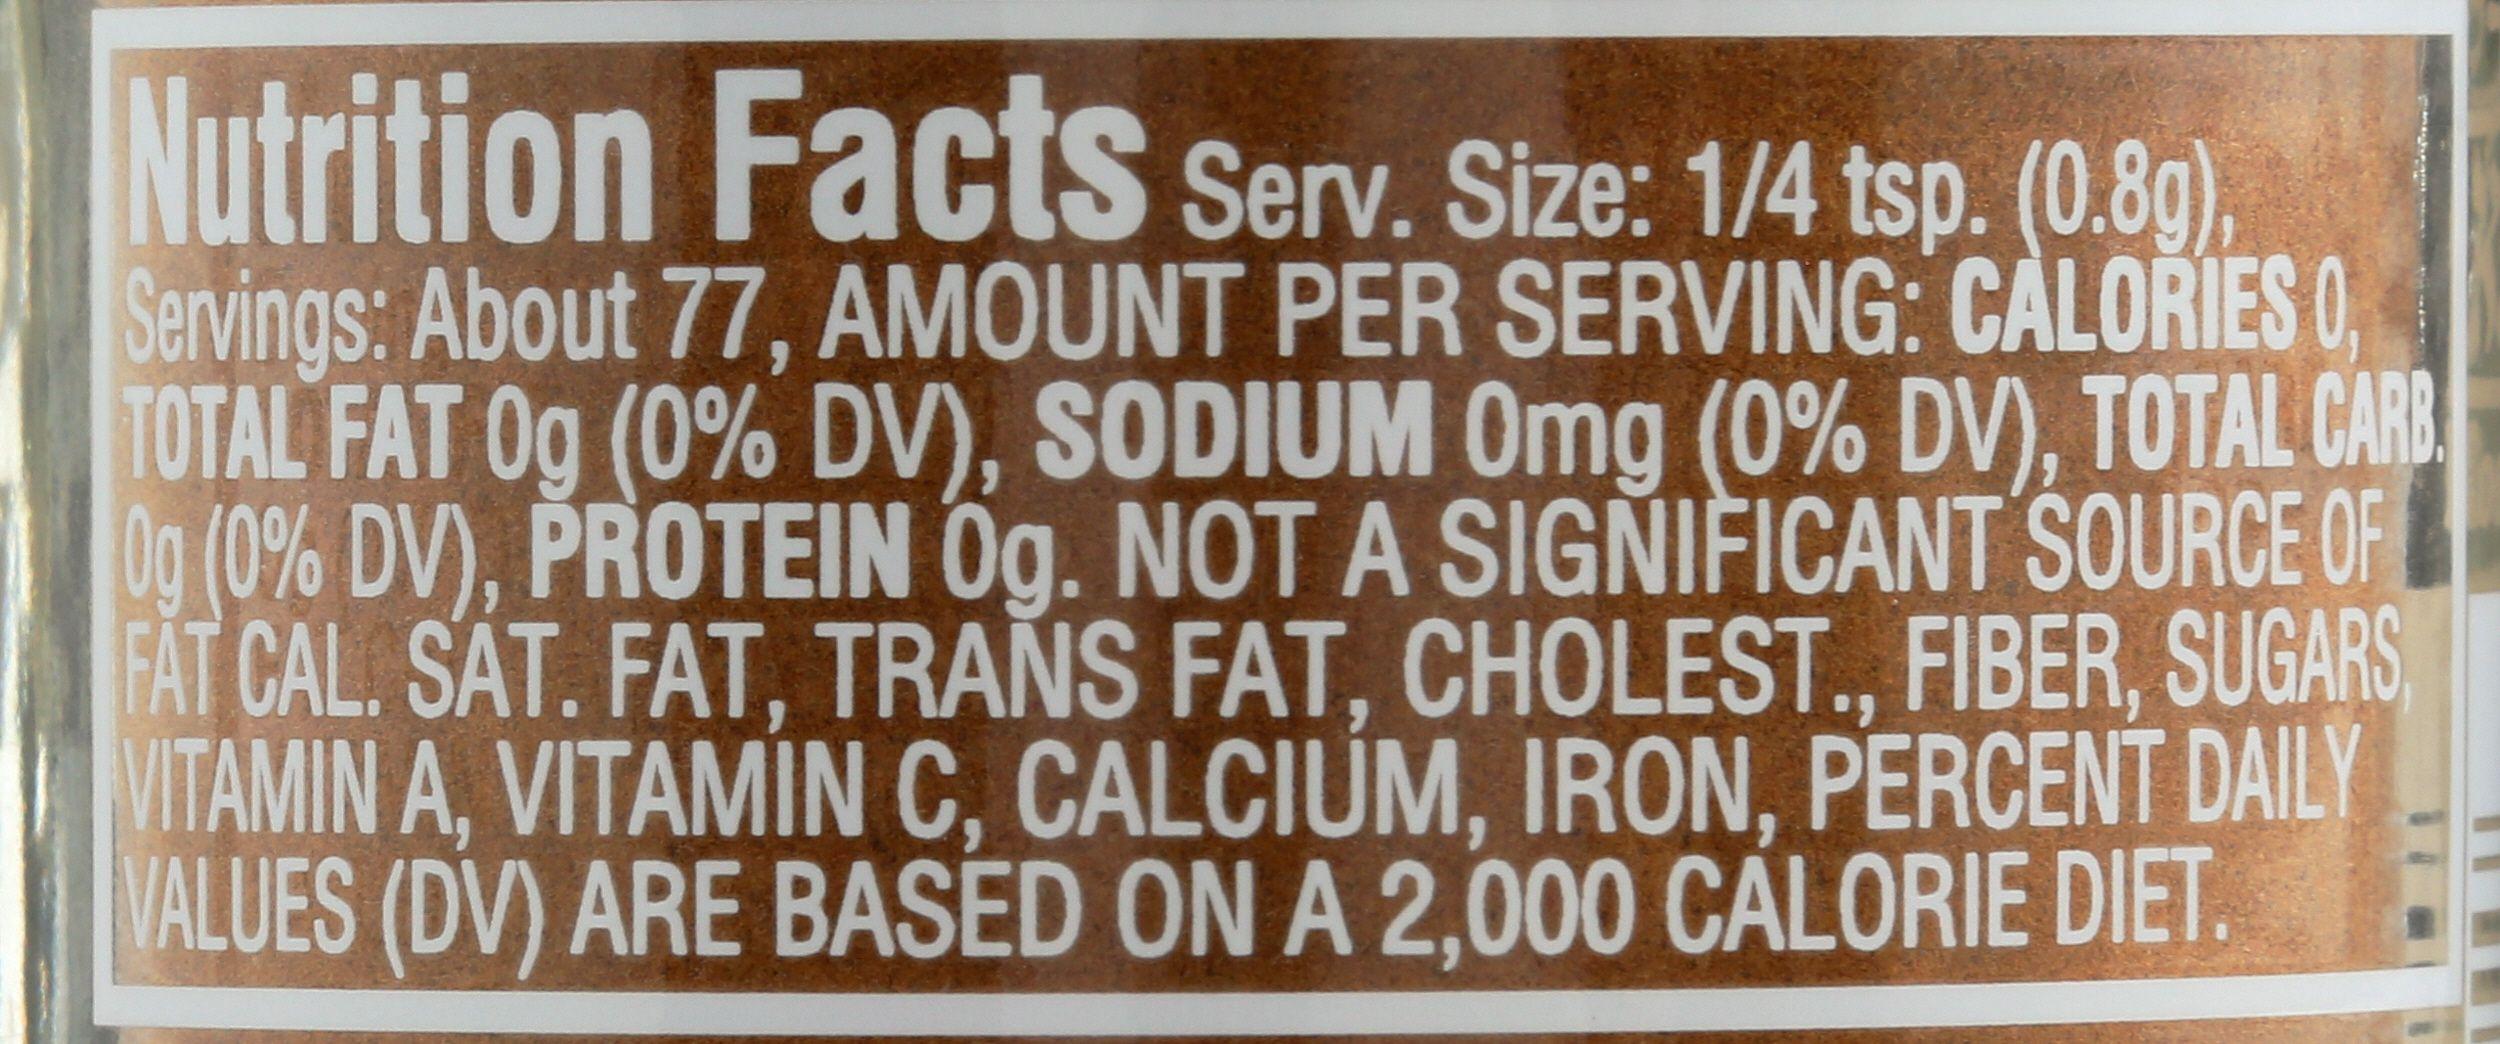 Nutrition Facts Serv. Size: 1/4 tsp. (0.8g),
Servings: About 77, AMOUNT PER SERVING: CALORIES 0,
TOTAL FAT 0g (0% DV), SODIUM 0mg (0% DV), TOTAL CARB.
0g (0% DV), PROTEIN 0g. NOT A SIGNIFICANT SOURCE OF
FAT CAL. SAT. FAT, TRANS FAT, CHOLEST., FIBER, SUGARS,
VITAMIN A, VITAMIN C, CALCIUM, IRON, PERCENT DAILY
VALUES (DV) ARE BASED ON A 2,000 CALORIE DIET.